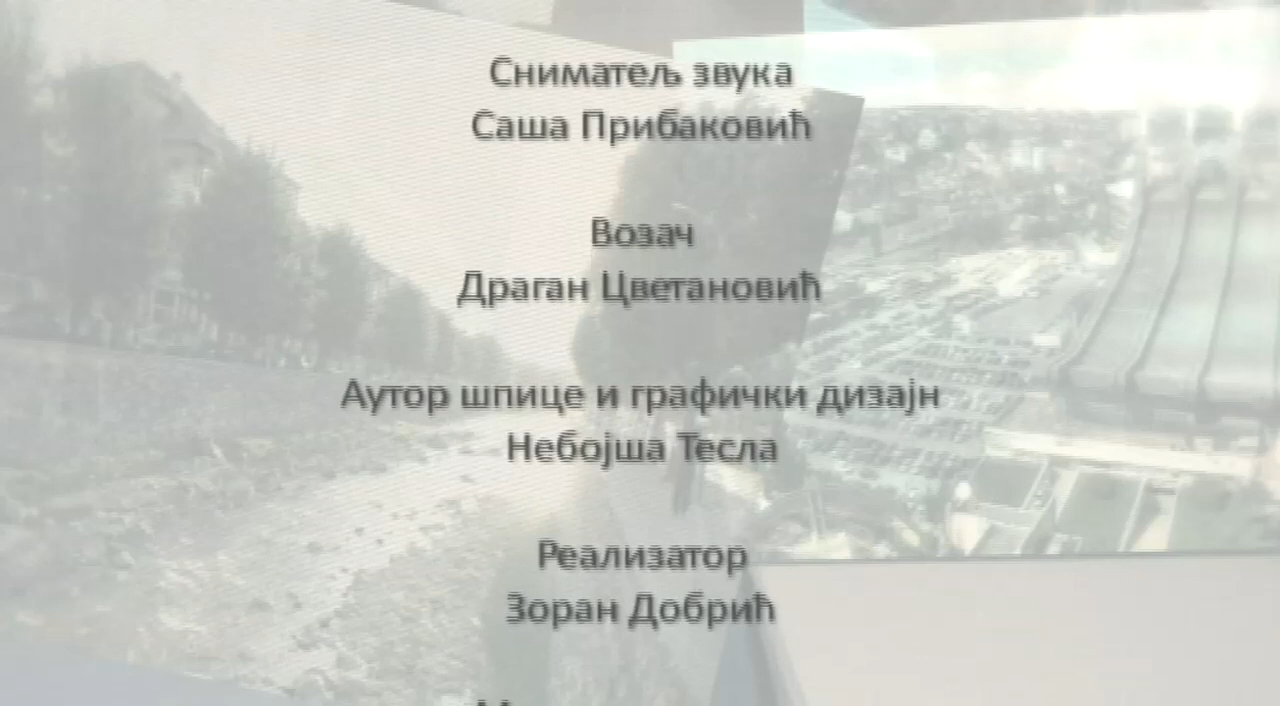 Сниматељ звука
Саша Прибаковић
Возач
Драган Цветановић
Аутор шпице и графички дизајн
Небојша Тесла
Реализатор
Зоран Добрић